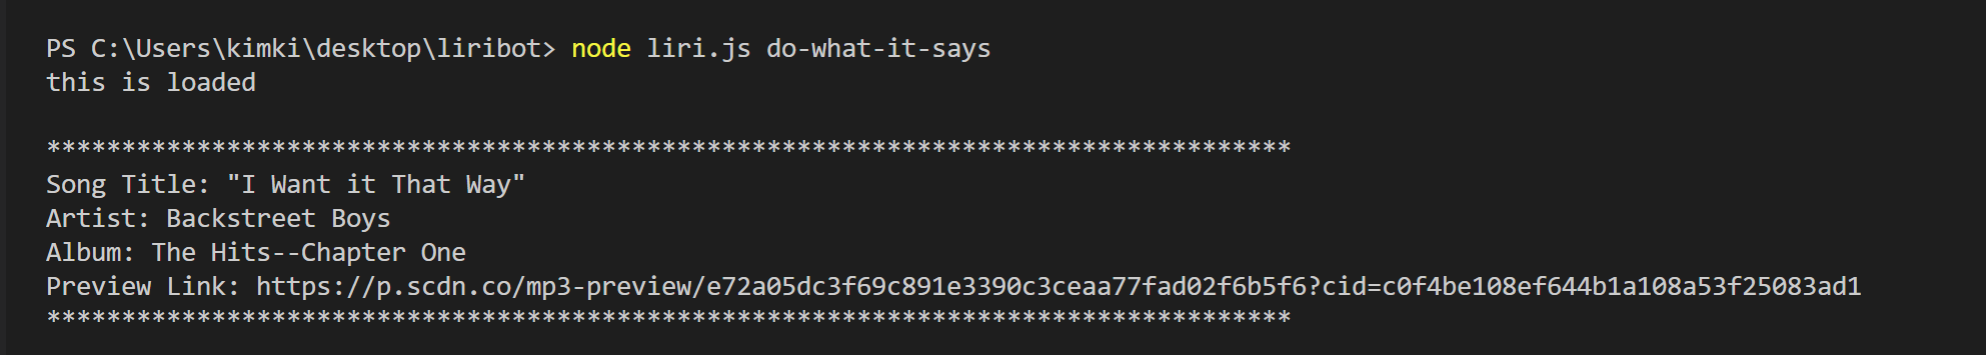 PS C:\Users\kimki\desktop\liribot> node liri.js do-what-it-says
this is loaded
***********************************************************************************
Song Title: "I Want it That Way"
Artist: Backstreet Boys
Album: The Hits--Chapter One
Preview Link: https://p.scdn.co/mp3-preview/e72a05dc3f69c891e3390c3ceaa77fad02f6b5f6?cid=c0f4be108ef644b1a108a53f25083ad1
***********************************************************************************